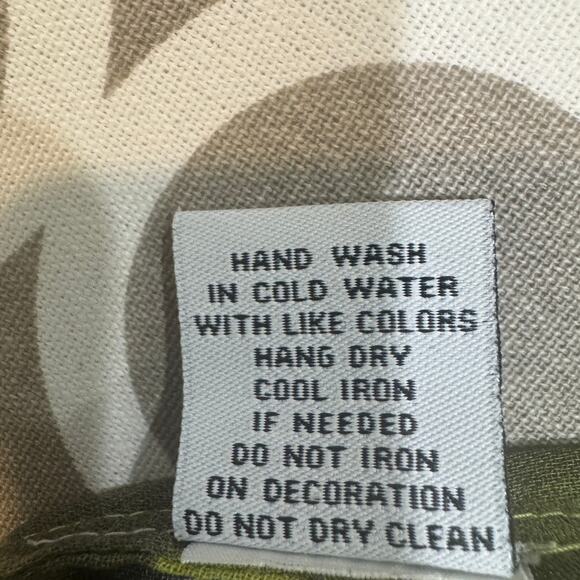 HAND WASH
IN COLD WATER
WITH LIKE COLORS
HANG DRY
COOL IRON
IF NEEDED
DO NOT IRON
ON DECORATION
DO NOT DRY CLEAN